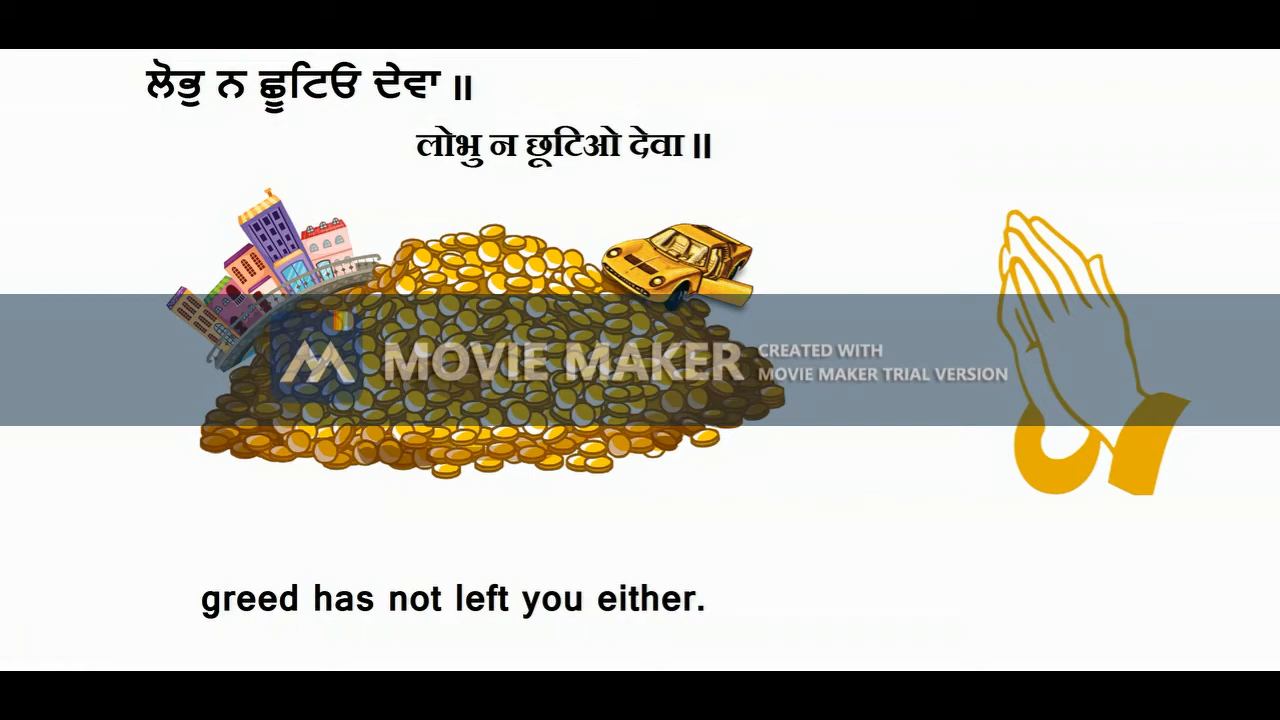 ਲੋਭੁ ਨ ਛੂਟਿਓ ਦੇਵਾ ॥
लोभु न छूटिओ देवा ॥
MOVIE MAKER
CREATED WITH
MOVIE MAKER TRIAL VERSION
greed has not left you either.